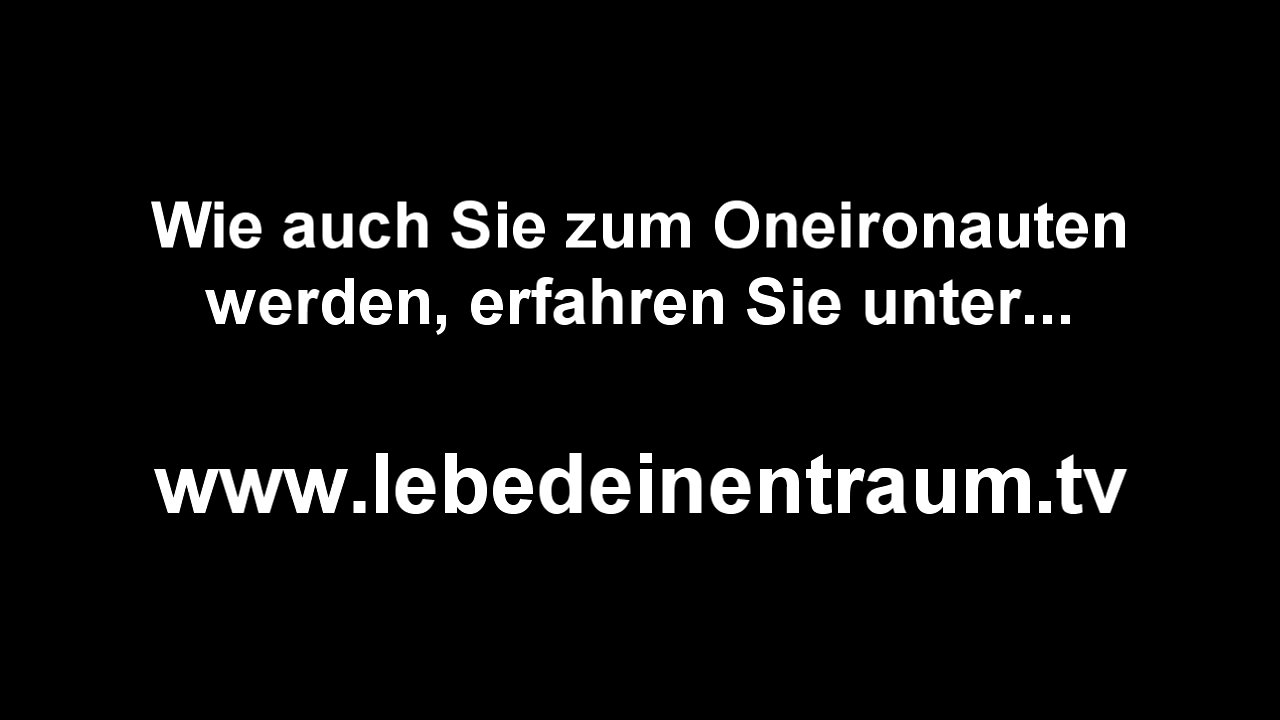 Wie auch Sie zum Oneironauten
werden, erfahren Sie unter...
www.lebedeinentraum.tv